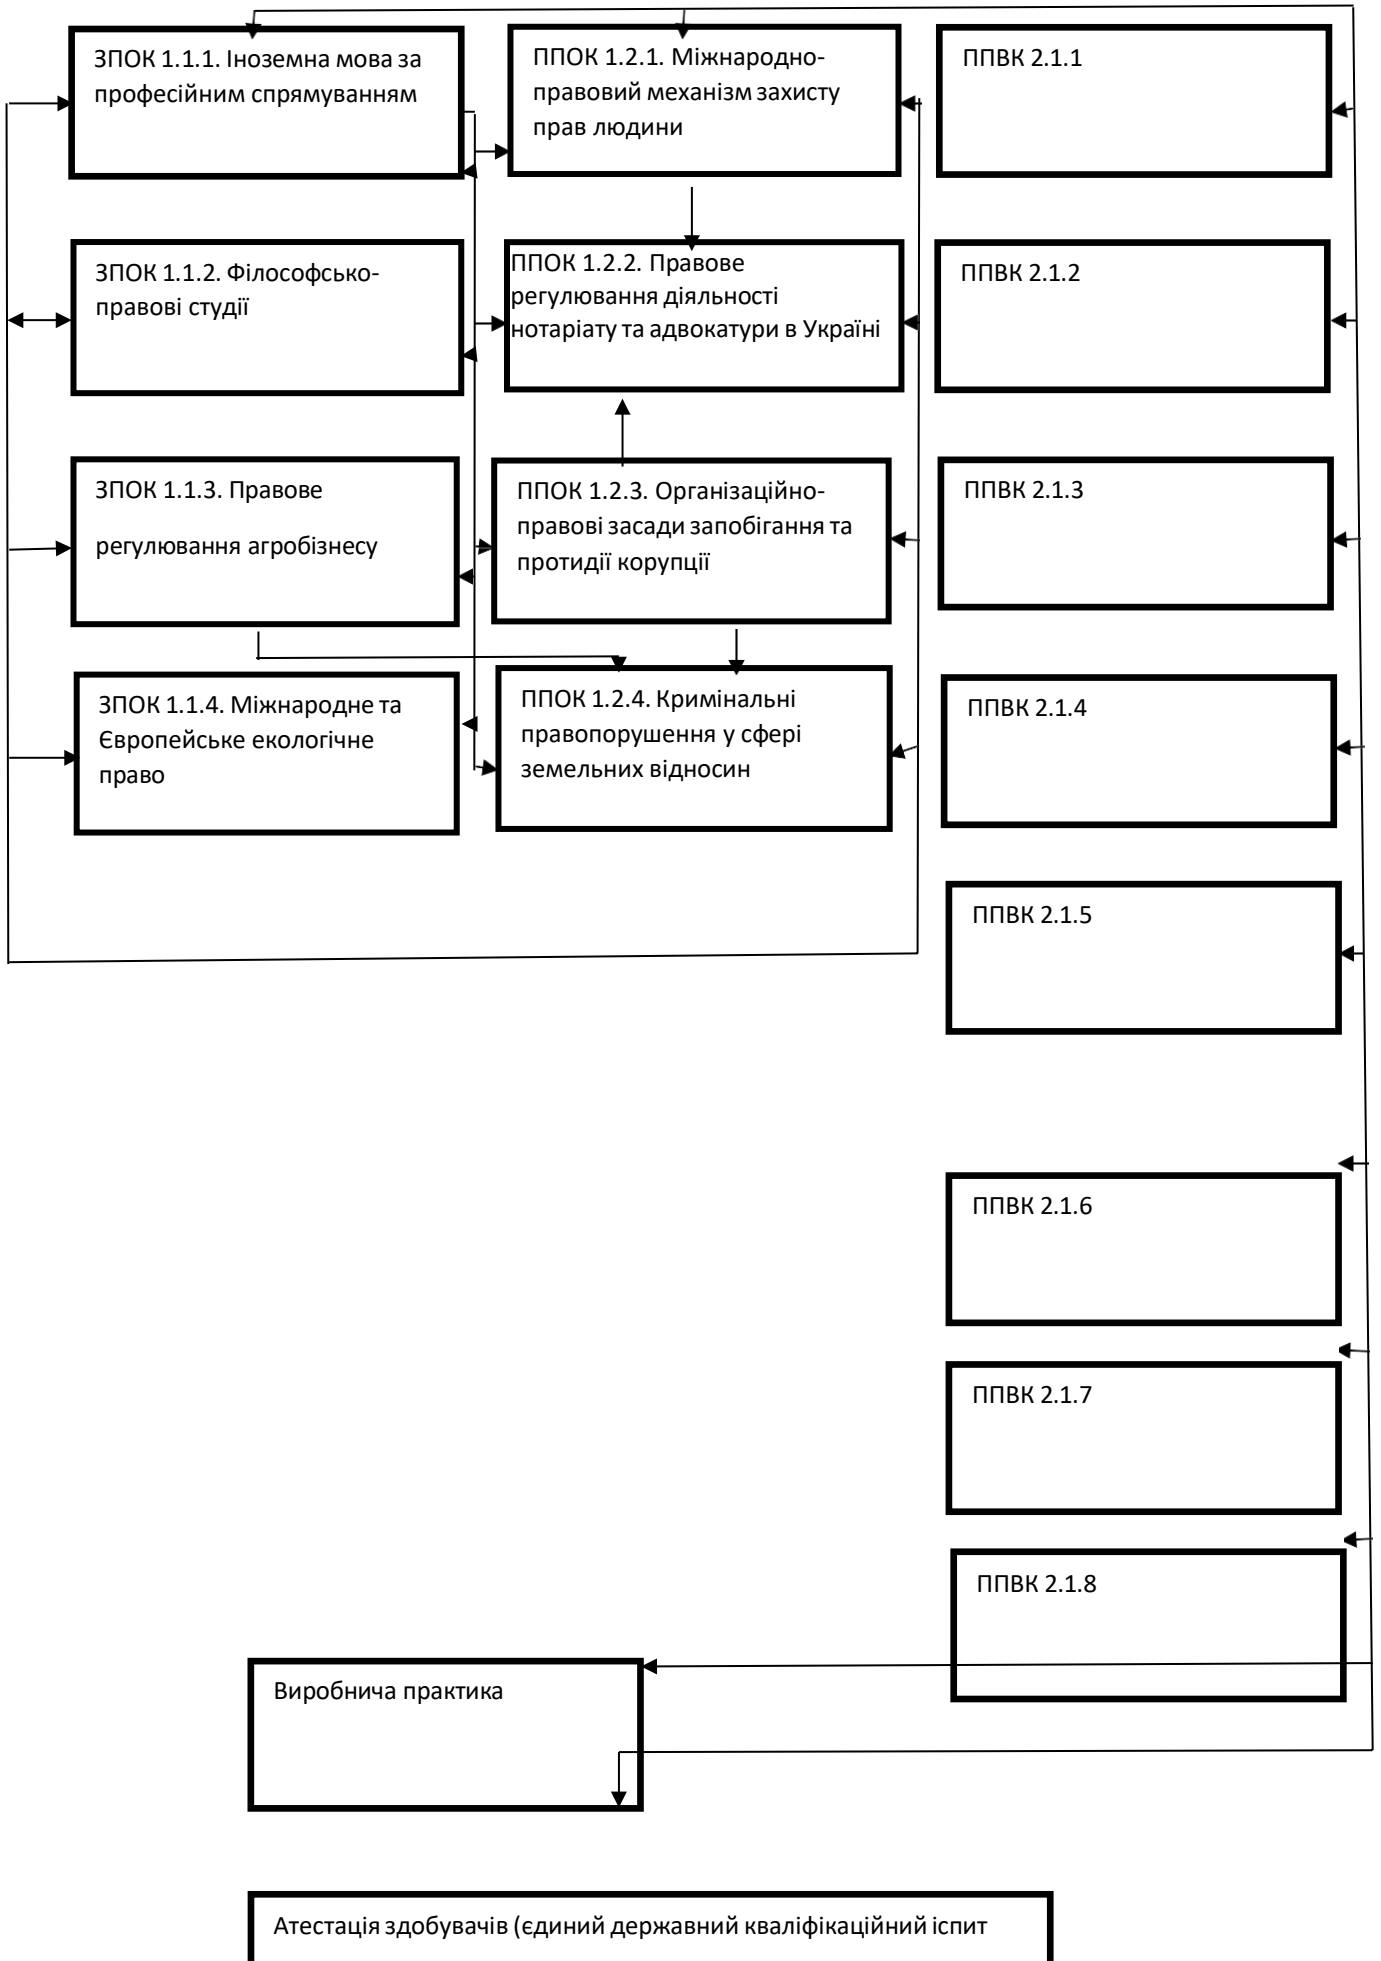 ЗПОК 1.1.1. Іноземна мова за
професійним спрямуванням
ППОК 1.2.1. Міжнародно-
правовий механізм захисту
прав людини
ППВК 2.1.1
ЗПОК 1.1.2. Філософсько-
правові студії
ППОК 1.2.2. Правове
регулювання діяльності
нотаріату та адвокатури в Україні
ППВК 2.1.2
ЗПОК 1.1.3. Правове
регулювання агробізнесу
ППОК 1.2.3. Організаційно-
правові засади запобігання та
протидії корупції
ППВК 2.1.3
ЗПОК 1.1.4. Міжнародне та
Європейське екологічне
право
ППОК 1.2.4. Кримінальні
правопорушення у сфері
земельних відносин
ППВК 2.1.4
ППВК 2.1.5
ППВК 2.1.6
ППВК 2.1.7
ППВК 2.1.8
Виробнича практика
Атестація здобувачів (єдиний державний кваліфікаційний іспит